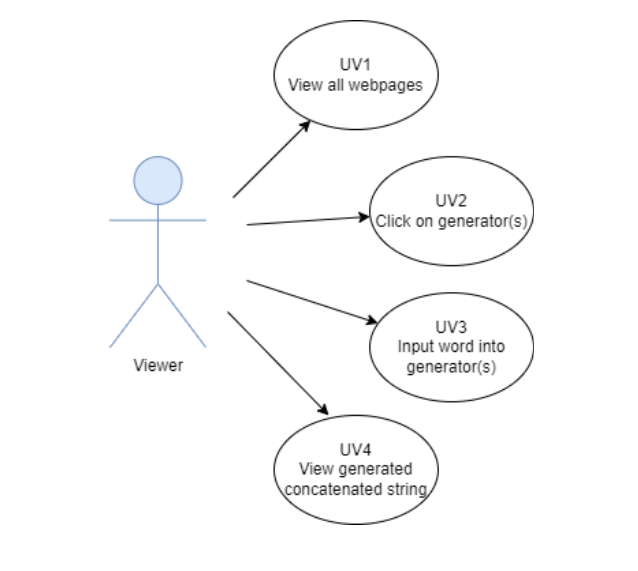 UV1
View all webpages
UV2
Click on generator(s)
UV3
Input word into
generator(s)
Viewer
UV4
View generated
concatenated string